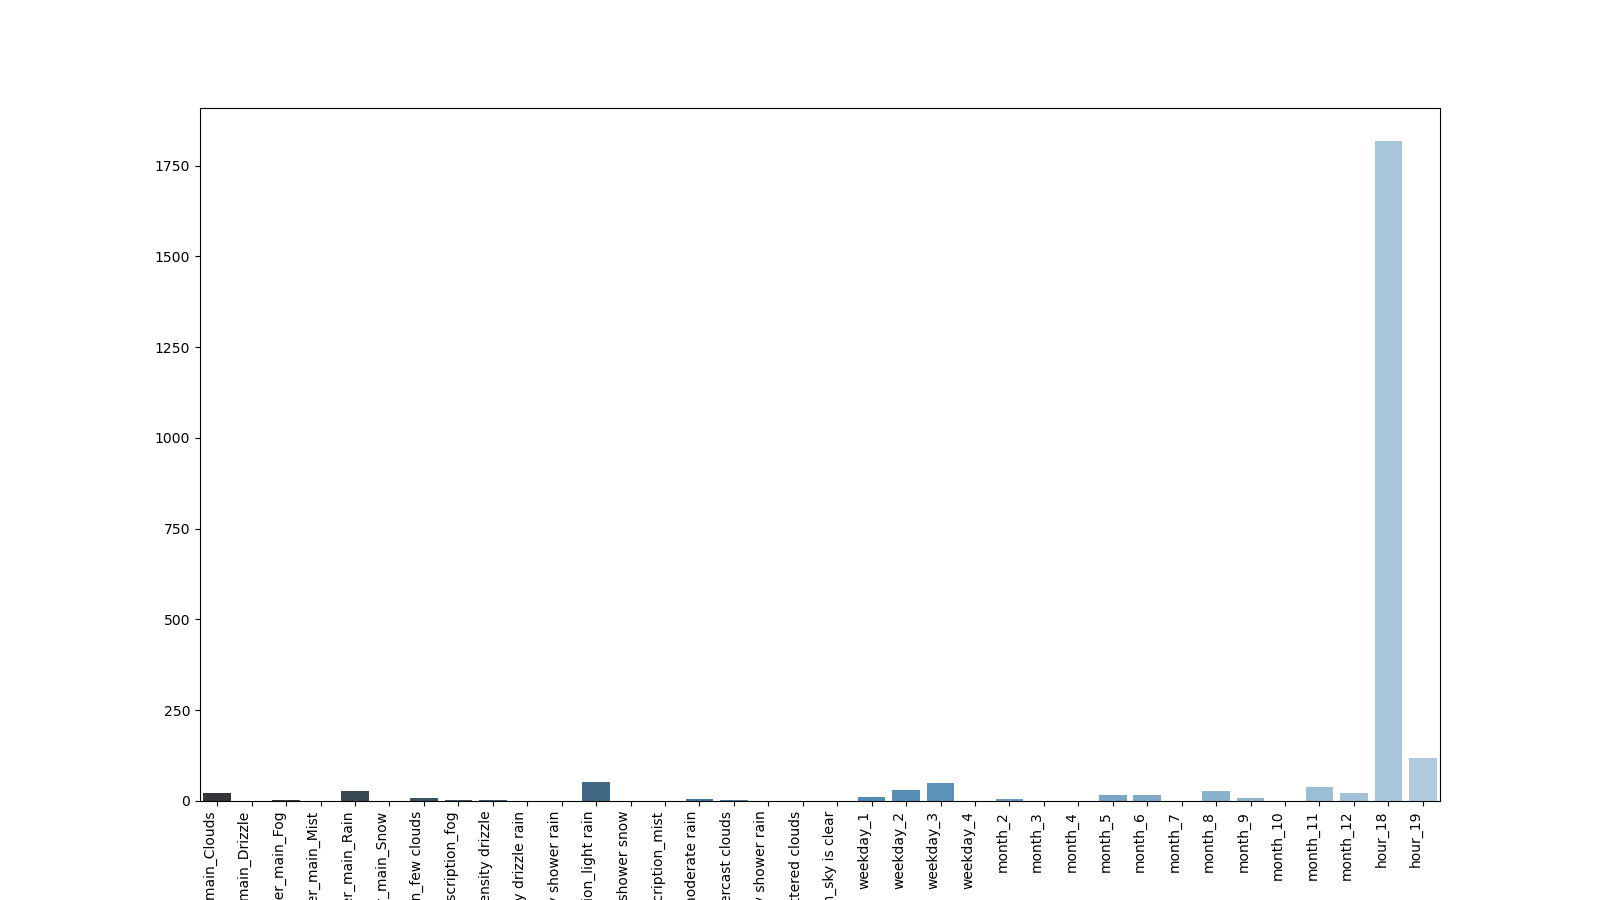 1750
1500
1250
1000
750
500
250
0
main_Clouds
main_Drizzle
er_main_Fog
er_main_Mist
er_main_Rain
r_main_Snow
n_few clouds
scription_fog
ensity drizzle
y drizzle rain
y shower rain
ion_light rain
shower snow
cription_mist
noderate rain
ercast clouds
y shower rain
ttered clouds
n_sky is clear
weekday_1
weekday_2
weekday_3
weekday_4
month_2
month_3
month_4
month_5
month_6
month_7
month_8
month_9
month_10
month_11
month_12
hour_18
hour_19